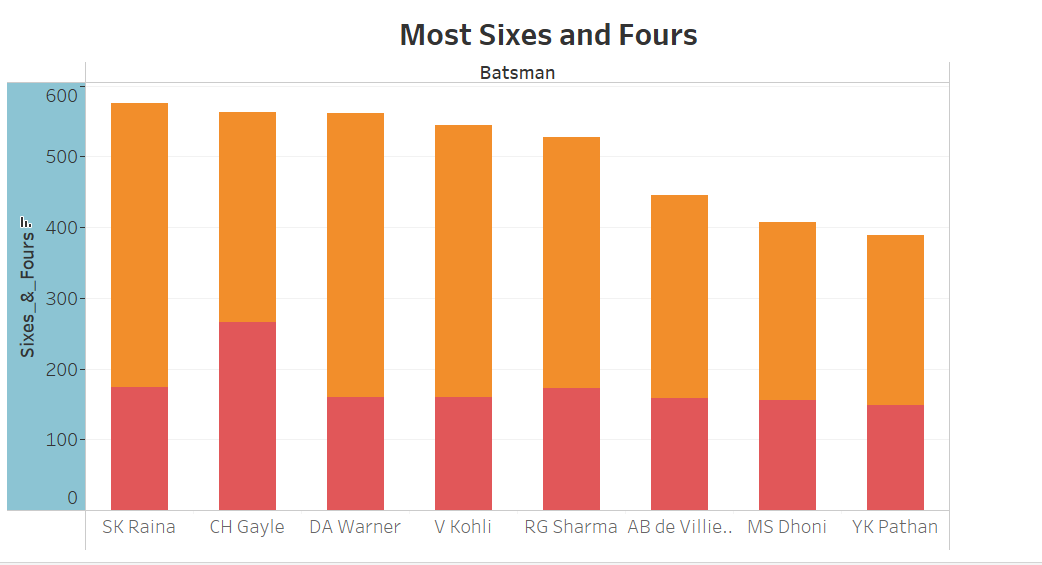 Most Sixes and Fours
Batsman
Sixes_&_Fours
600
500
400
300
200
100
0
SK Raina CH Gayle DA Warner V Kohli RG Sharma AB de Villie.. MS Dhoni YK Pathan